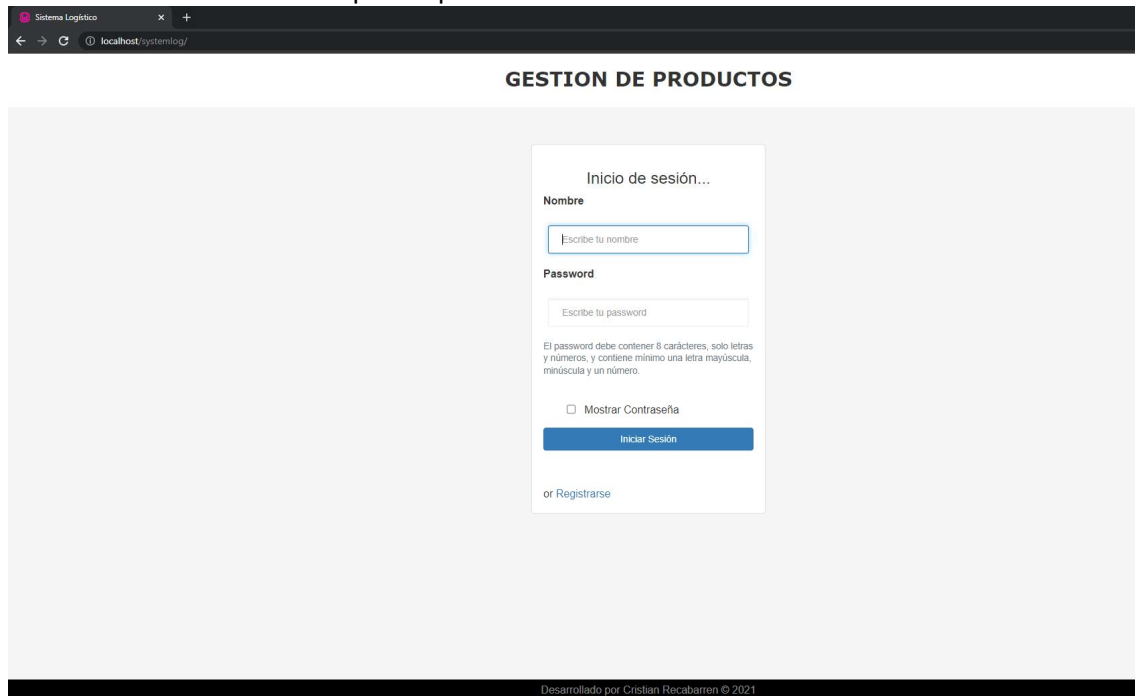 Sistema Logístico
localhost/systemlog/
GESTION DE PRODUCTOS
Inicio de sesión...
Nombre
Escribe tu nombre
Password
Escribe tu password
El password debe contener 8 carácteres, solo letras
y números, y contiene mínimo una letra mayúscula,
minúscula y un número.
Mostrar Contraseña
Iniciar Sesión
or Registrarse
Desarrollado por Cristian Recabarren © 2021